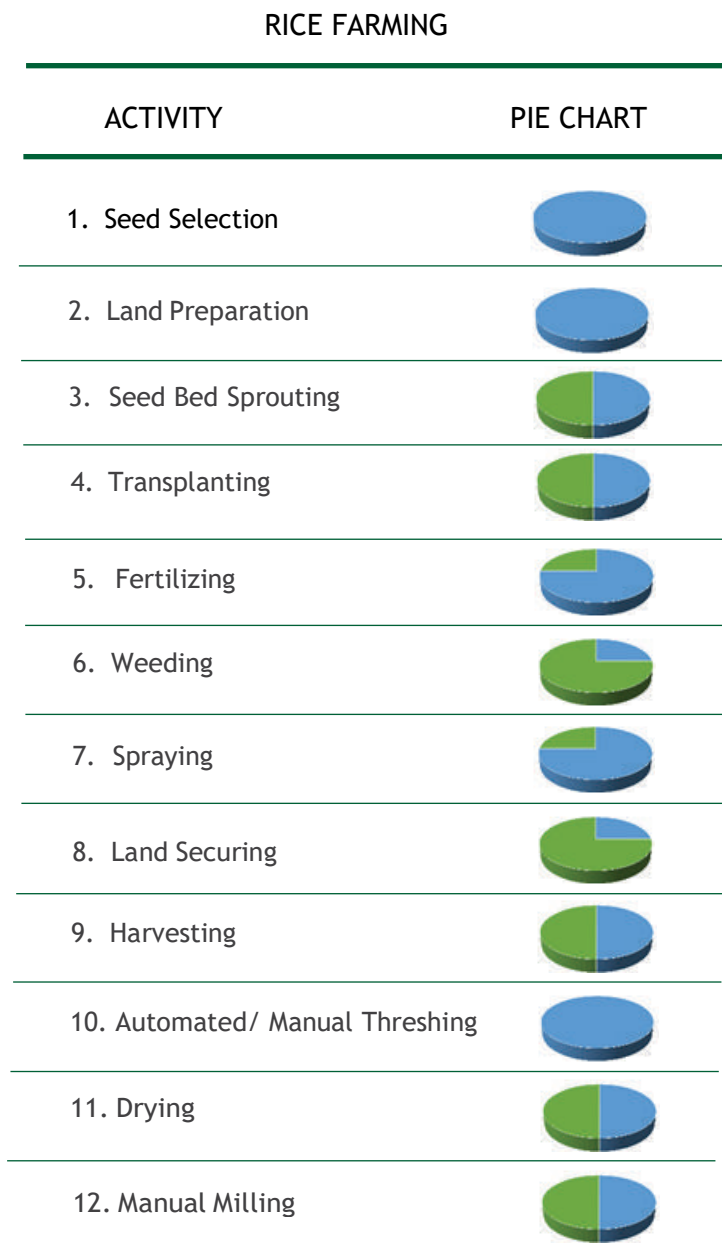 RICE FARMING
ACTIVITY PIE CHART
1. Seed Selection
2. Land Preparation
3. Seed Bed Sprouting
4. Transplanting
5. Fertilizing
6. Weeding
7. Spraying
8. Land Securing
9. Harvesting
10. Automated/ Manual Threshing
11. Drying
12. Manual Milling